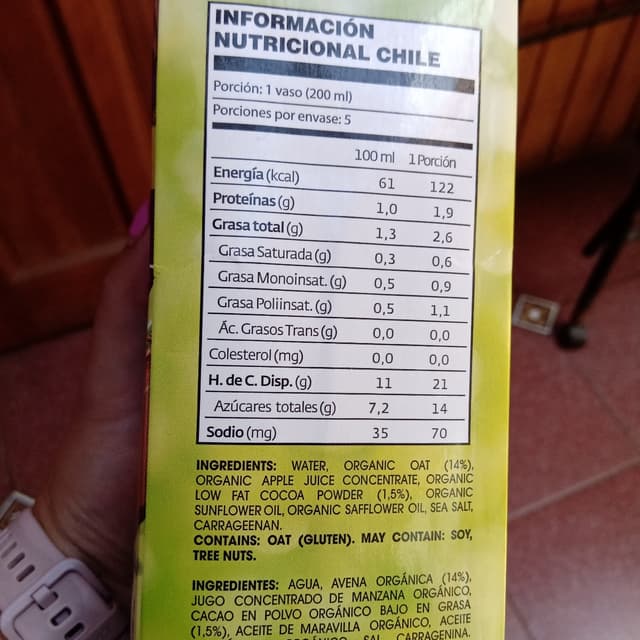 INFORMACIÓN
NUTRICIONAL CHILE
Porción: 1 vaso (200 ml)
Porciones por envase: 5
100 ml 1 Porción
Energía (kcal) 61 122
Proteínas (g) 1,0 1,9
Grasa total (g) 1,3 2,6
Grasa Saturada (g) 0,3 0,6
Grasa Monoinsat. (g) 0,5 0,9
Grasa Poliinsat. (g) 0,5 1,1
Ác. Grasos Trans (g) 0,0 0,0
Colesterol (mg) 0,0 0,0
H. de C. Disp. (g) 11 21
Azúcares totales (g) 7,2 14
Sodio (mg) 35 70
INGREDIENTS: WATER, ORGANIC OAT (14%),
ORGANIC APPLE JUICE CONCENTRATE, ORGANIC
LOW FAT COCOA POWDER (1,5%), ORGANIC
SUNFLOWER OIL, ORGANIC SAFFLOWER OIL, SEA SALT,
CARRAGEENAN.
CONTAINS: OAT (GLUTEN). MAY CONTAIN: SOY,
TREE NUTS.
INGREDIENTES: AGUA, AVENA ORGÁNICA (14%),
JUGO CONCENTRADO DE MANZANA ORGÁNICO,
CACAO EN POLVO ORGÁNICO BAJO EN GRASA
(1,5%), ACEITE DE MARAVILLA ORGÁNICO, ACEITE
SAL, CARRAGENINA.